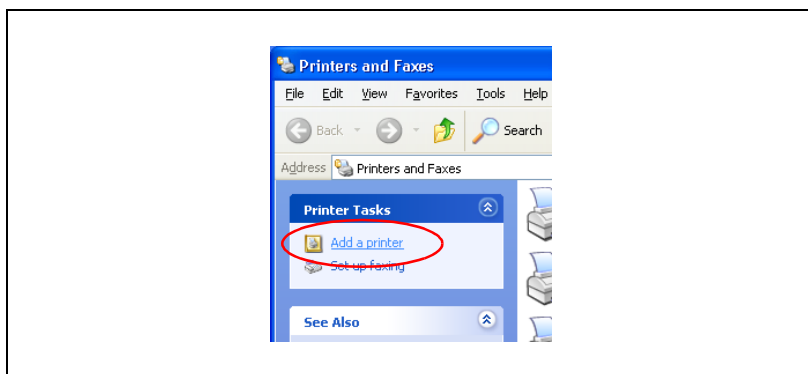 Printers and Faxes
File Edit View Favorites Tools Help
Back Search
Address Printers and Faxes
Printer Tasks
Add a printer
Set up faxing
See Also